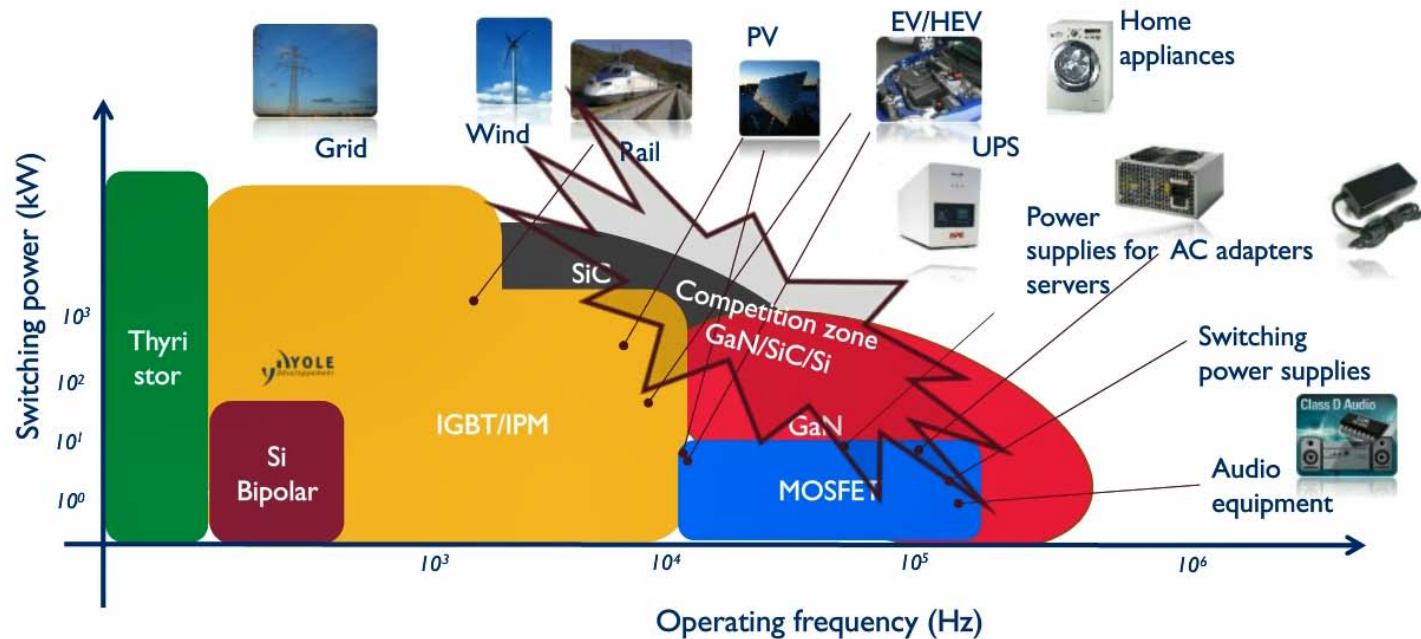 Grid
Wind
Rail
PV
EV/HEV
Home
appliances
UPS
Power
supplies for
servers
AC adapters
Switching
power supplies
Class D Audio
Audio
equipment
Switching power (kW)
10³
10²
10¹
10⁰
Thyri
stor
YOLE
développement
Si
Bipolar
IGBT/IPM
SiC
Competition zone
GaN/SiC/Si
GaN
MOSFET
10³
10⁴
10⁵
10⁶
Operating frequency (Hz)